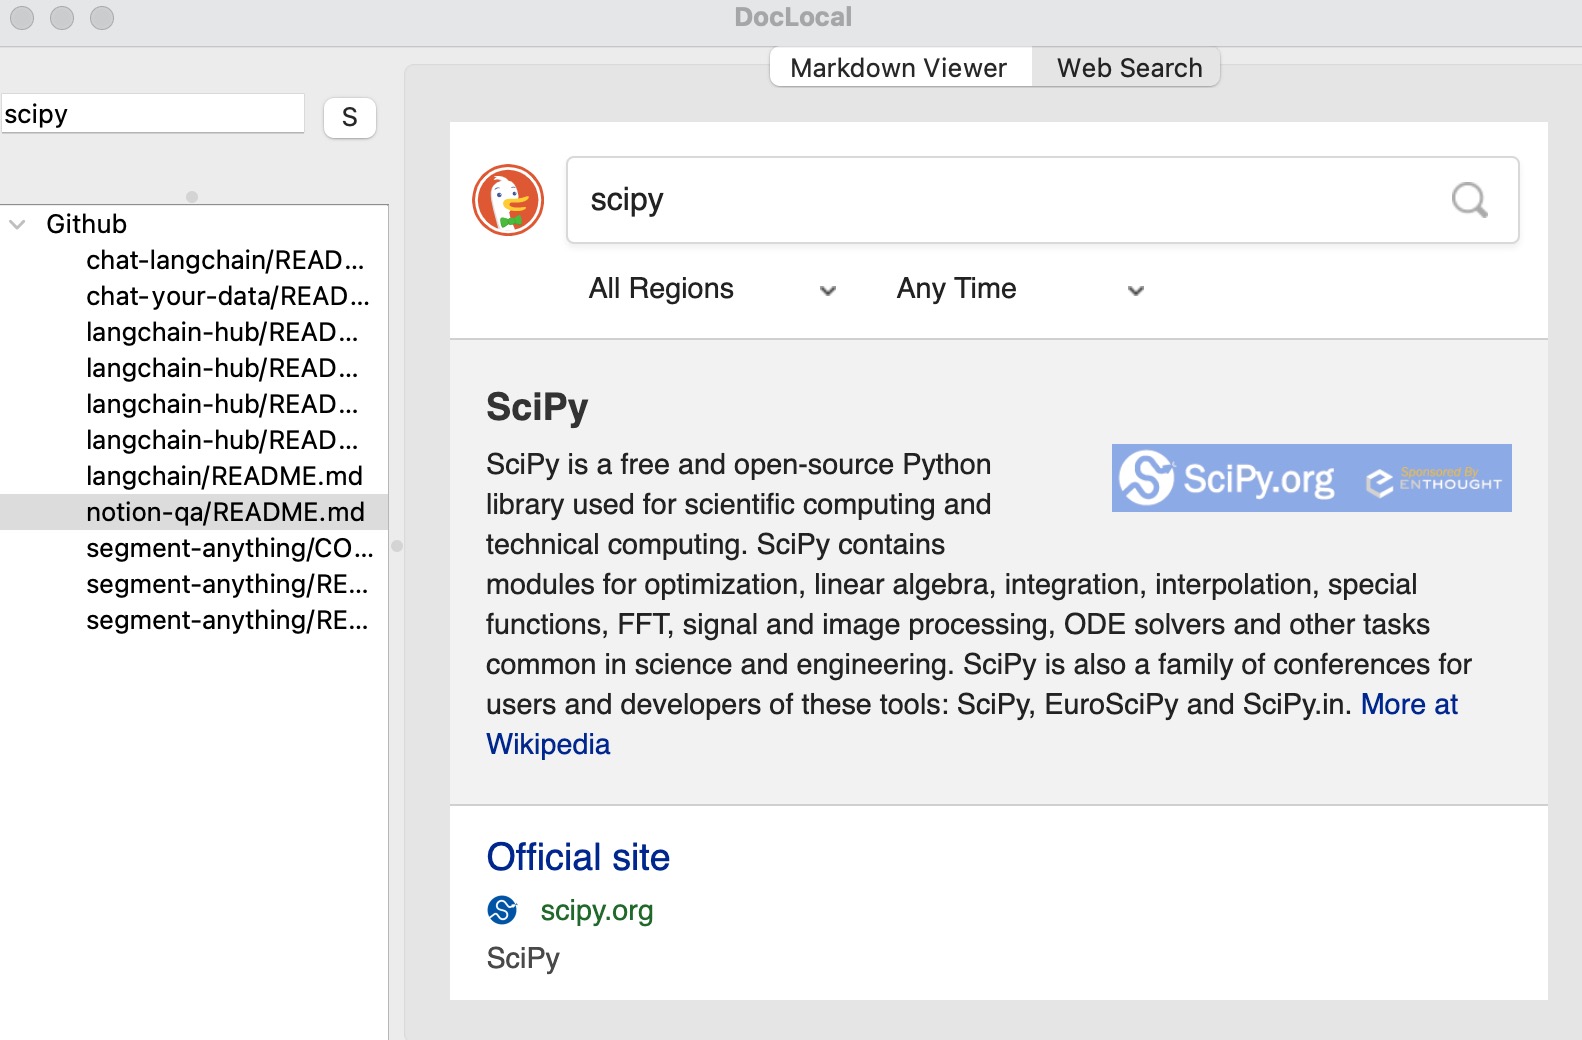 DocLocal
Markdown Viewer
Web Search
scipy
S
Github
chat-langchain/READ...
chat-your-data/READ...
langchain-hub/READ...
langchain-hub/READ...
langchain-hub/READ...
langchain-hub/READ...
langchain/README.md
notion-qa/README.md
segment-anything/CO...
segment-anything/RE...
segment-anything/RE...
scipy
All Regions
Any Time
SciPy
SciPy is a free and open-source Python
library used for scientific computing and
technical computing. SciPy contains
modules for optimization, linear algebra, integration, interpolation, special
functions, FFT, signal and image processing, ODE solvers and other tasks
common in science and engineering. SciPy is also a family of conferences for
users and developers of these tools: SciPy, EuroSciPy and SciPy.in. More at
Wikipedia
SciPy.org
Sponsored By
ENTHOUGHT
Official site
scipy.org
SciPy